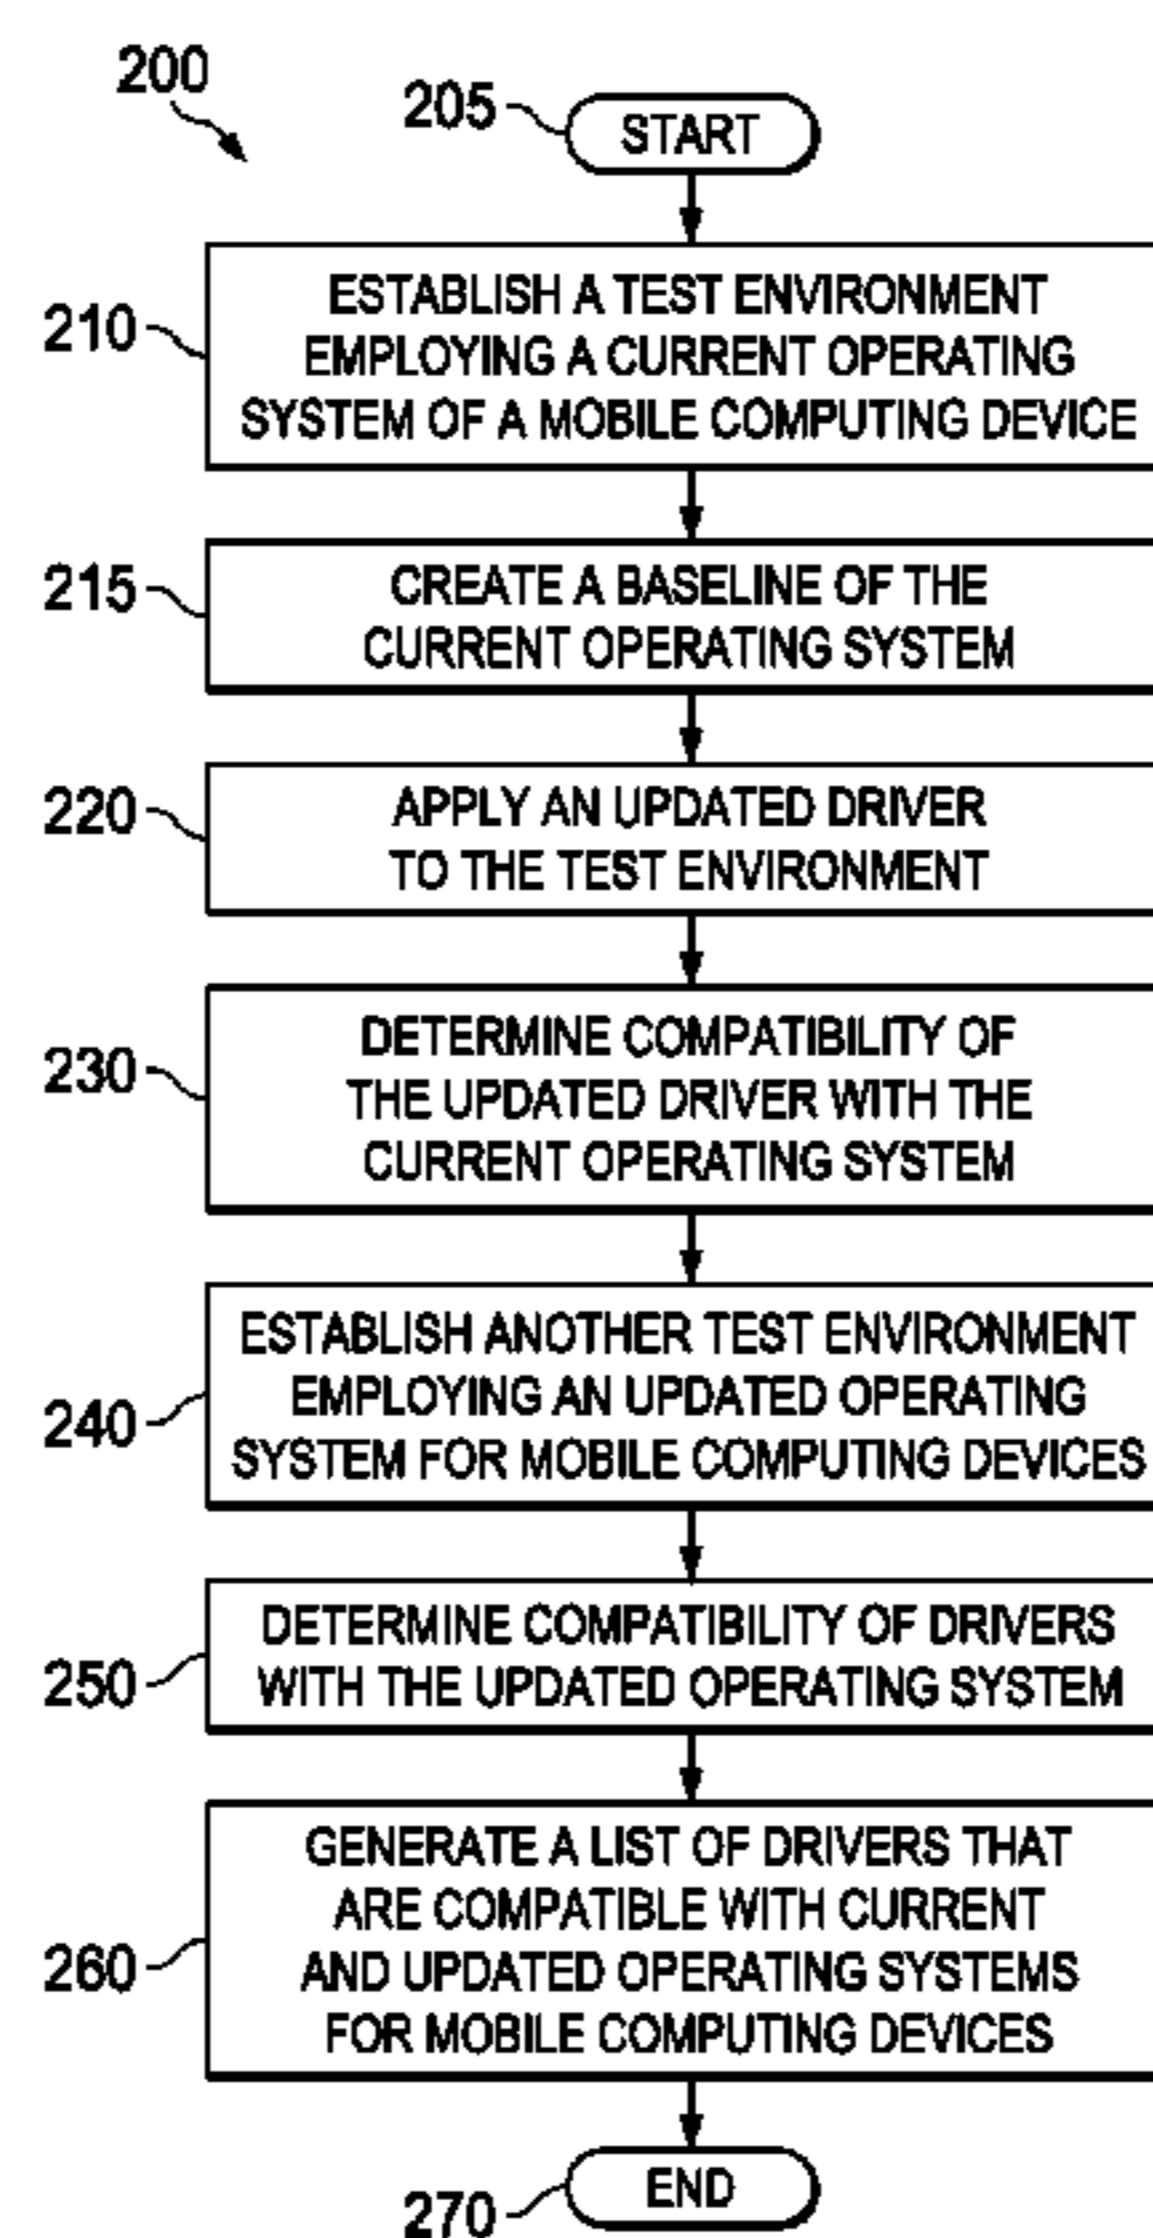 200
205
START
210
ESTABLISH A TEST ENVIRONMENT
EMPLOYING A CURRENT OPERATING
SYSTEM OF A MOBILE COMPUTING DEVICE
215
CREATE A BASELINE OF THE
CURRENT OPERATING SYSTEM
220
APPLY AN UPDATED DRIVER
TO THE TEST ENVIRONMENT
230
DETERMINE COMPATIBILITY OF
THE UPDATED DRIVER WITH THE
CURRENT OPERATING SYSTEM
240
ESTABLISH ANOTHER TEST ENVIRONMENT
EMPLOYING AN UPDATED OPERATING
SYSTEM FOR MOBILE COMPUTING DEVICES
250
DETERMINE COMPATIBILITY OF DRIVERS
WITH THE UPDATED OPERATING SYSTEM
260
GENERATE A LIST OF DRIVERS THAT
ARE COMPATIBLE WITH CURRENT
AND UPDATED OPERATING SYSTEMS
FOR MOBILE COMPUTING DEVICES
270
END